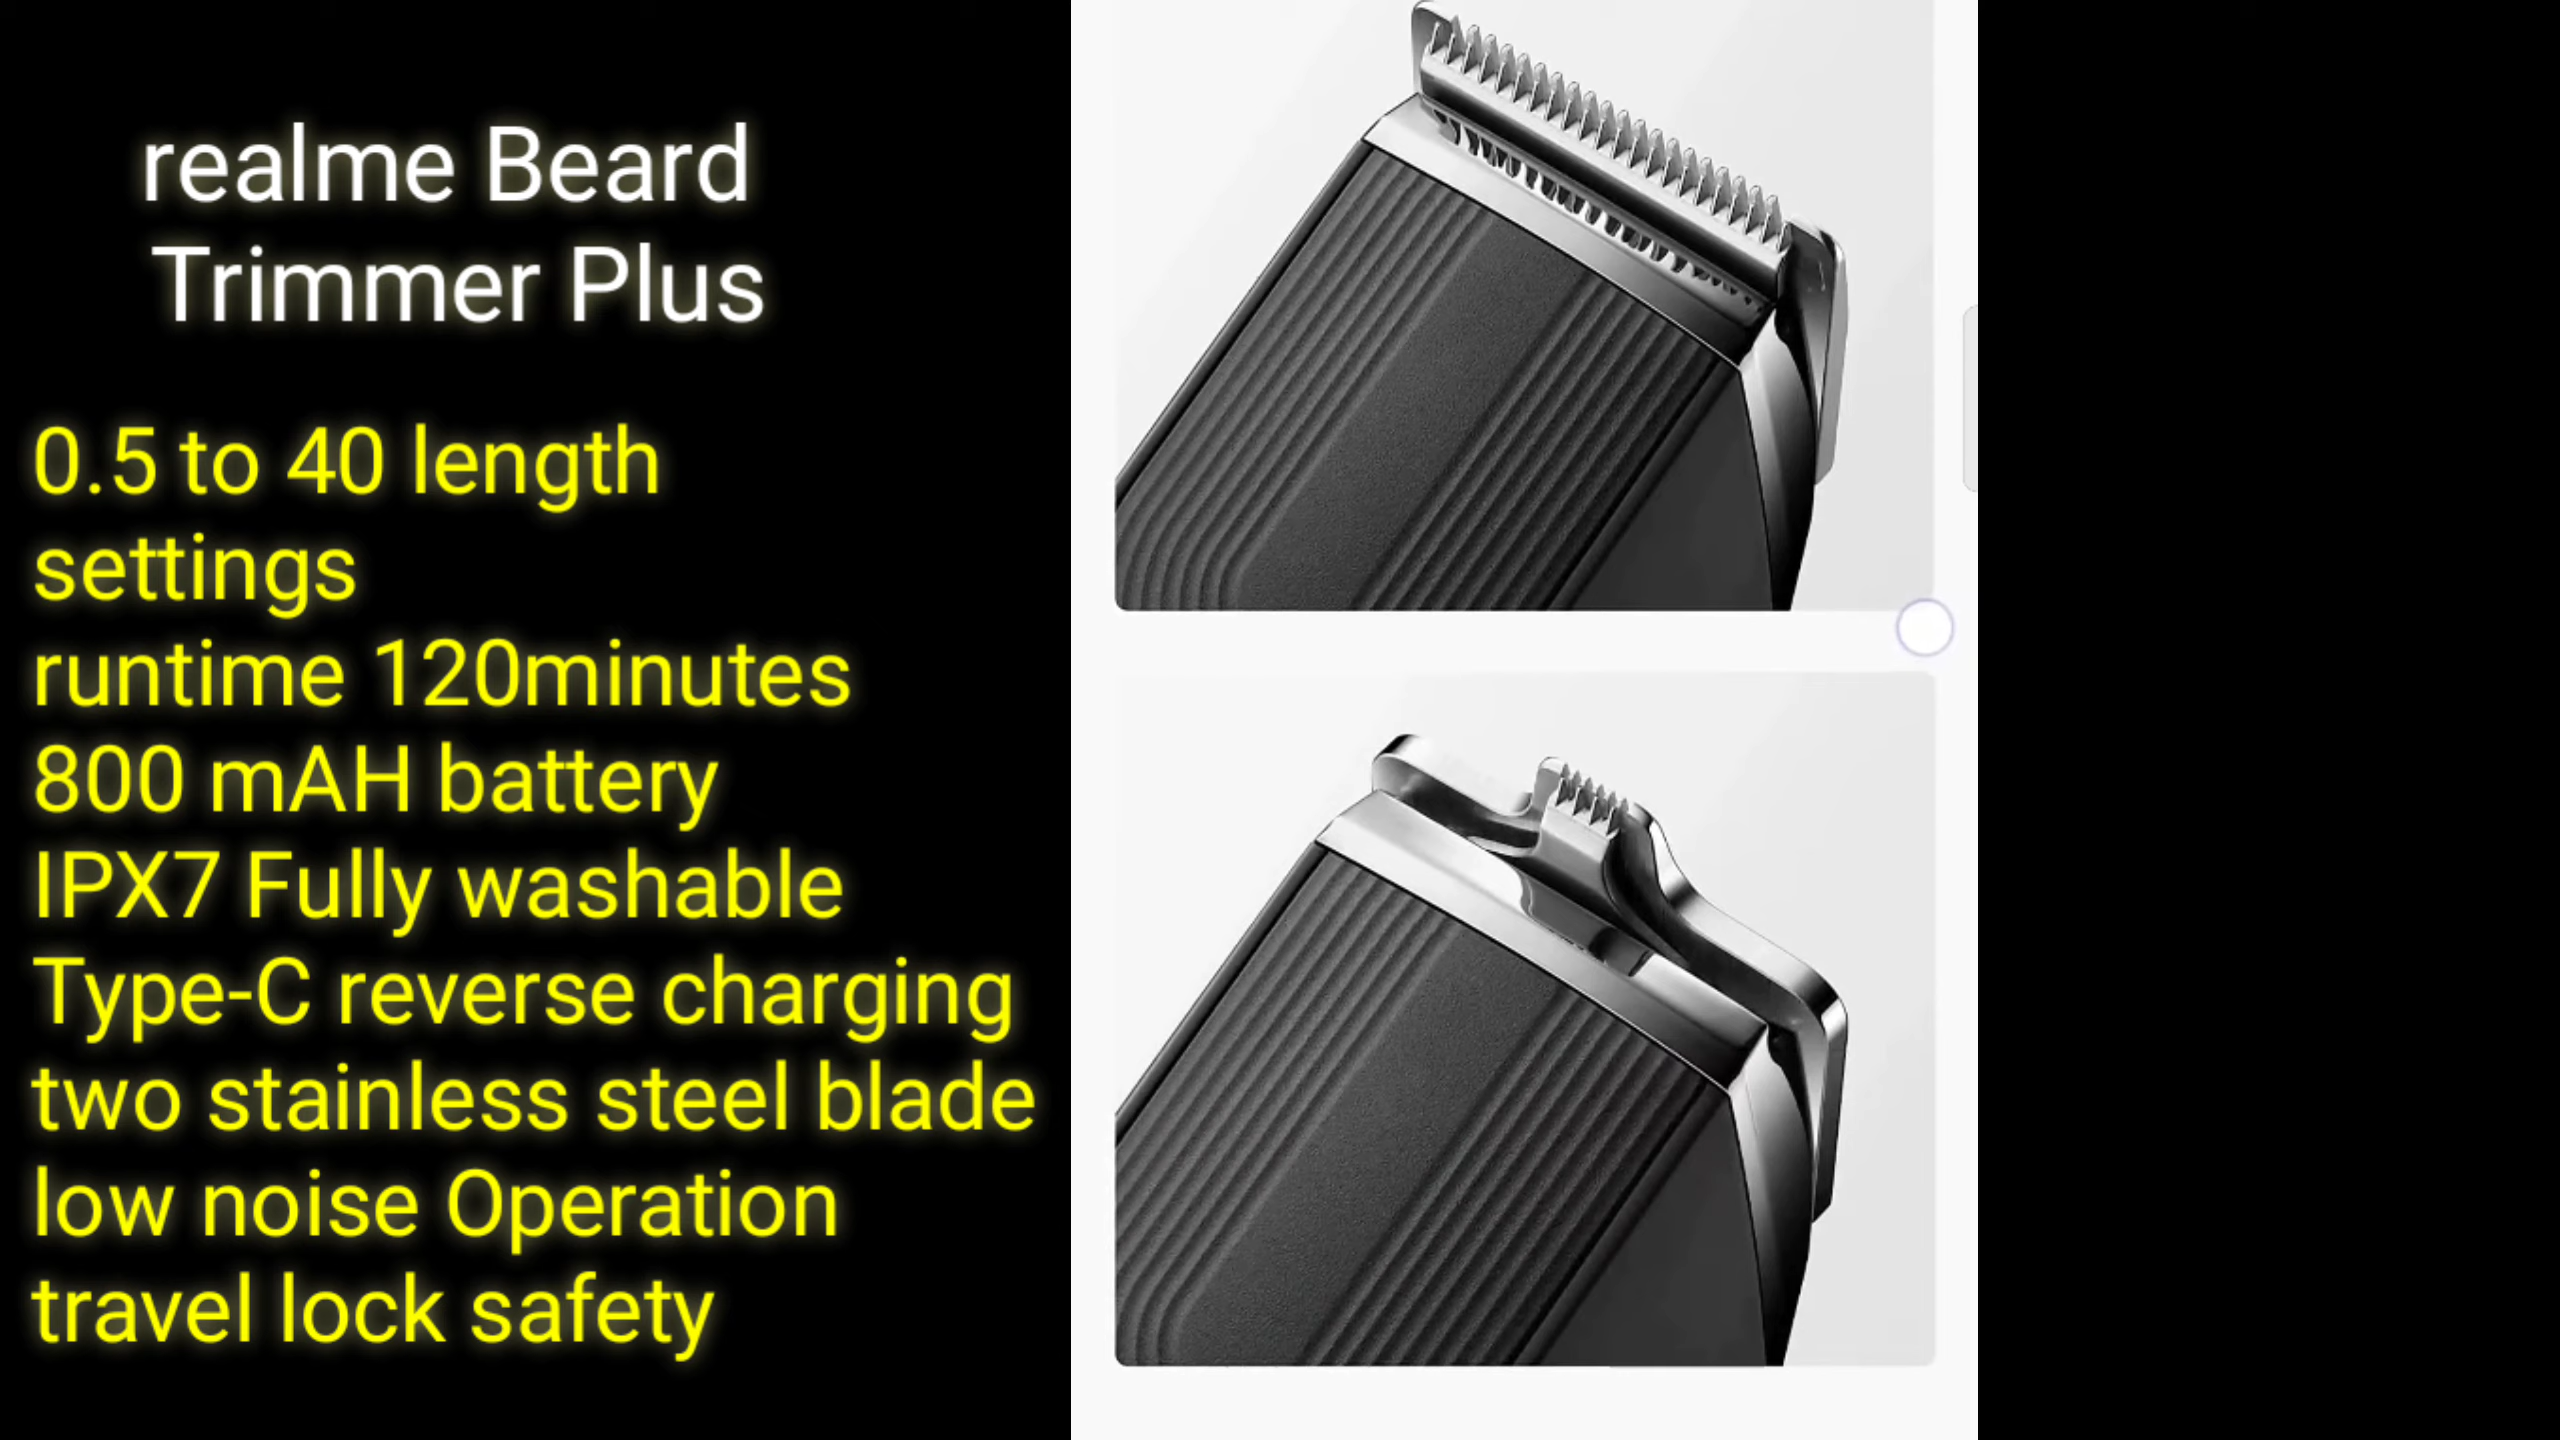 realme Beard
Trimmer Plus
0.5 to 40 length
settings
runtime 120minutes
800 mAH battery
IPX7 Fully washable
Type-C reverse charging
two stainless steel blade
low noise Operation
travel lock safety